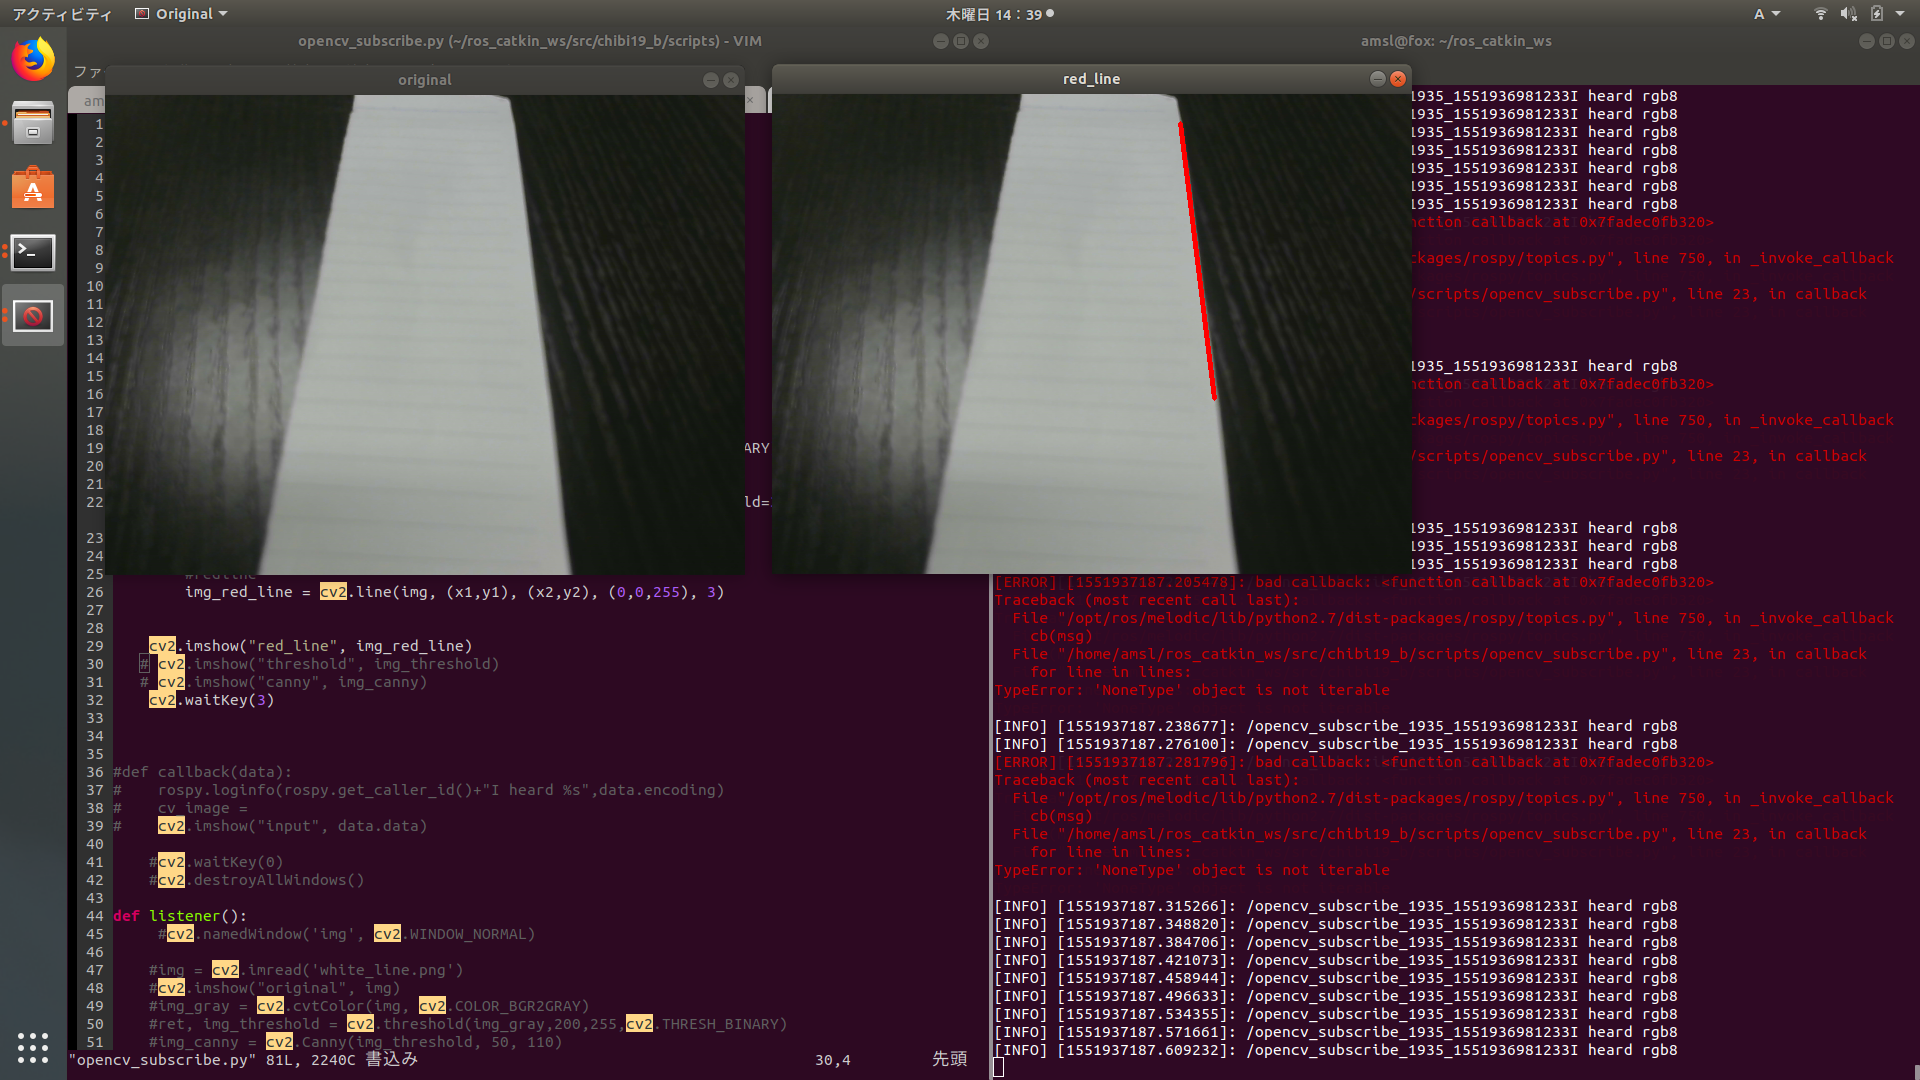 アクティビティ
Original
木曜日 14：39
A
opencv_subscribe.py (~/ros_catkin_ws/src/chibi19_b/scripts) - VIM
amsl@fox: ~/ros_catkin_ws
ファ
am
original
red_line
1
2
3
4
5
6
7
8
9
10
11
12
13
14
15
16
17
18
19 ARY
20
21
22 ld=
23
24
25 #redline
26 img_red_line = cv2.line(img, (x1,y1), (x2,y2), (0,0,255), 3)
27
28
29 cv2.imshow("red_line", img_red_line)
30 # cv2.imshow("threshold", img_threshold)
31 # cv2.imshow("canny", img_canny)
32 cv2.waitKey(3)
33
34
35
36 #def callback(data):
37 # rospy.loginfo(rospy.get_caller_id()+"I heard %s",data.encoding)
38 # cv_image =
39 # cv2.imshow("input", data.data)
40
41 #cv2.waitKey(0)
42 #cv2.destroyAllWindows()
43
44 def listener():
45 #cv2.namedWindow('img', cv2.WINDOW_NORMAL)
46
47 #img = cv2.imread('white_line.png')
48 #cv2.imshow("original", img)
49 #img_gray = cv2.cvtColor(img, cv2.COLOR_BGR2GRAY)
50 #ret, img_threshold = cv2.threshold(img_gray,200,255,cv2.THRESH_BINARY)
51 #img_canny = cv2.Canny(img_threshold, 50, 110)
"opencv_subscribe.py" 81L, 2240C 書込み 30,4 先頭
1935_1551936981233I heard rgb8
1935_1551936981233I heard rgb8
1935_1551936981233I heard rgb8
1935_1551936981233I heard rgb8
1935_1551936981233I heard rgb8
1935_1551936981233I heard rgb8
1935_1551936981233I heard rgb8
nction callback at 0x7fadec0fb320>
ckages/rospy/topics.py", line 750, in _invoke_callback
/scripts/opencv_subscribe.py", line 23, in callback
1935_1551936981233I heard rgb8
nction callback at 0x7fadec0fb320>
ckages/rospy/topics.py", line 750, in _invoke_callback
/scripts/opencv_subscribe.py", line 23, in callback
1935_1551936981233I heard rgb8
1935_1551936981233I heard rgb8
1935_1551936981233I heard rgb8
[ERROR] [1551937187.205478]: bad callback: <function callback at 0x7fadec0fb320>
Traceback (most recent call last):
File "/opt/ros/melodic/lib/python2.7/dist-packages/rospy/topics.py", line 750, in _invoke_callback
cb(msg)
File "/home/amsl/ros_catkin_ws/src/chibi19_b/scripts/opencv_subscribe.py", line 23, in callback
for line in lines:
TypeError: 'NoneType' object is not iterable
[INFO] [1551937187.238677]: /opencv_subscribe_1935_1551936981233I heard rgb8
[INFO] [1551937187.276100]: /opencv_subscribe_1935_1551936981233I heard rgb8
[ERROR] [1551937187.281796]: bad callback: <function callback at 0x7fadec0fb320>
Traceback (most recent call last):
File "/opt/ros/melodic/lib/python2.7/dist-packages/rospy/topics.py", line 750, in _invoke_callback
cb(msg)
File "/home/amsl/ros_catkin_ws/src/chibi19_b/scripts/opencv_subscribe.py", line 23, in callback
for line in lines:
TypeError: 'NoneType' object is not iterable
[INFO] [1551937187.315266]: /opencv_subscribe_1935_1551936981233I heard rgb8
[INFO] [1551937187.348820]: /opencv_subscribe_1935_1551936981233I heard rgb8
[INFO] [1551937187.384706]: /opencv_subscribe_1935_1551936981233I heard rgb8
[INFO] [1551937187.421073]: /opencv_subscribe_1935_1551936981233I heard rgb8
[INFO] [1551937187.458944]: /opencv_subscribe_1935_1551936981233I heard rgb8
[INFO] [1551937187.496633]: /opencv_subscribe_1935_1551936981233I heard rgb8
[INFO] [1551937187.534355]: /opencv_subscribe_1935_1551936981233I heard rgb8
[INFO] [1551937187.571661]: /opencv_subscribe_1935_1551936981233I heard rgb8
[INFO] [1551937187.609232]: /opencv_subscribe_1935_1551936981233I heard rgb8